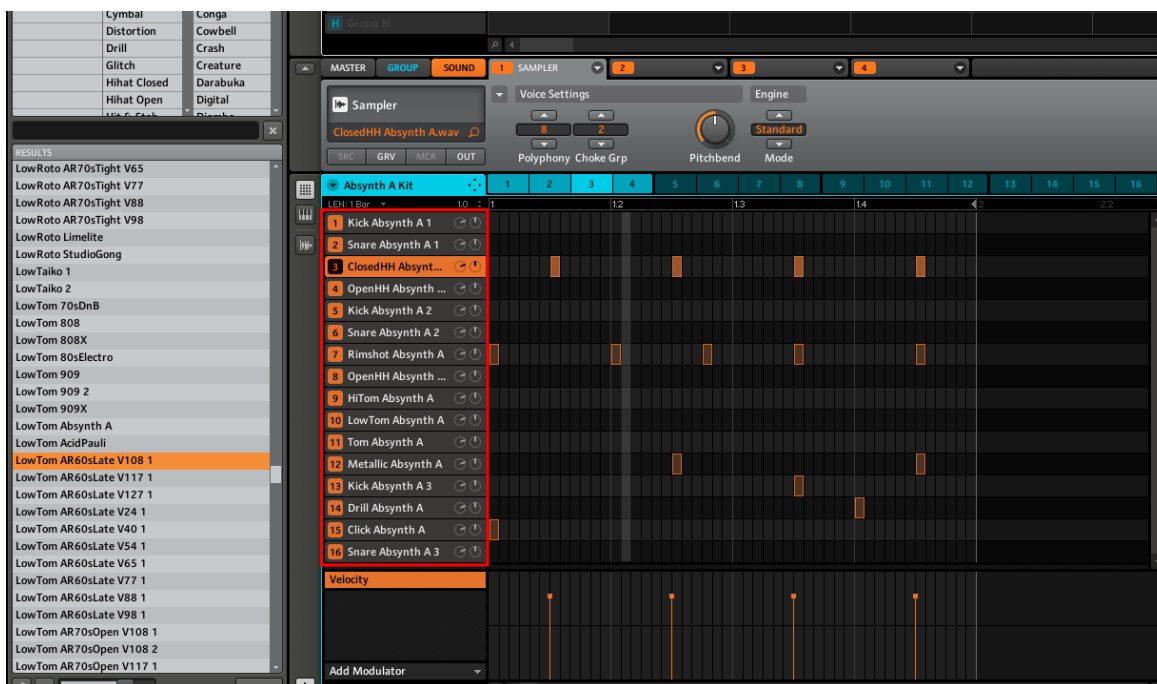 Cymbal Conga
Distortion Cowbell
Drill Crash
Glitch Creature
Hihat Closed Darabuka
Hihat Open Digital
RESULTS
LowRoto AR70sTight V65
LowRoto AR70sTight V77
LowRoto AR70sTight V88
LowRoto AR70sTight V98
LowRoto Limelite
LowRoto StudioGong
LowTaiko 1
LowTaiko 2
LowTom 70sDnB
LowTom 808
LowTom 808X
LowTom 80sElectro
LowTom 909
LowTom 909 2
LowTom 909X
LowTom Absynth A
LowTom AcidPauli
LowTom AR60sLate V108 1
LowTom AR60sLate V117 1
LowTom AR60sLate V127 1
LowTom AR60sLate V24 1
LowTom AR60sLate V40 1
LowTom AR60sLate V54 1
LowTom AR60sLate V65 1
LowTom AR60sLate V77 1
LowTom AR60sLate V88 1
LowTom AR60sLate V98 1
LowTom AR70sOpen V108 1
LowTom AR70sOpen V108 2
LowTom AR70sOpen V117 1
H Group H
MASTER GROUP SOUND 1 SAMPLER 2 3 4
Sampler
ClosedHH Absynth A.wav
SRC GRV MCR OUT
Voice Settings Engine
8 2 Standard
Polyphony Choke Grp Pitchbend Mode
Absynth A Kit 1 2 3 4 5 6 7 8 9 10 11 12 13 14 15 16
LEN: 1 Bar 1.0 1 1.2 1.3 1.4 2 2.2
1 Kick Absynth A 1
2 Snare Absynth A 1
3 ClosedHH Absynt...
4 OpenHH Absynth ...
5 Kick Absynth A 2
6 Snare Absynth A 2
7 Rimshot Absynth A
8 OpenHH Absynth ...
9 HiTom Absynth A
10 LowTom Absynth A
11 Tom Absynth A
12 Metallic Absynth A
13 Kick Absynth A 3
14 Drill Absynth A
15 Click Absynth A
16 Snare Absynth A 3
Velocity
Add Modulator